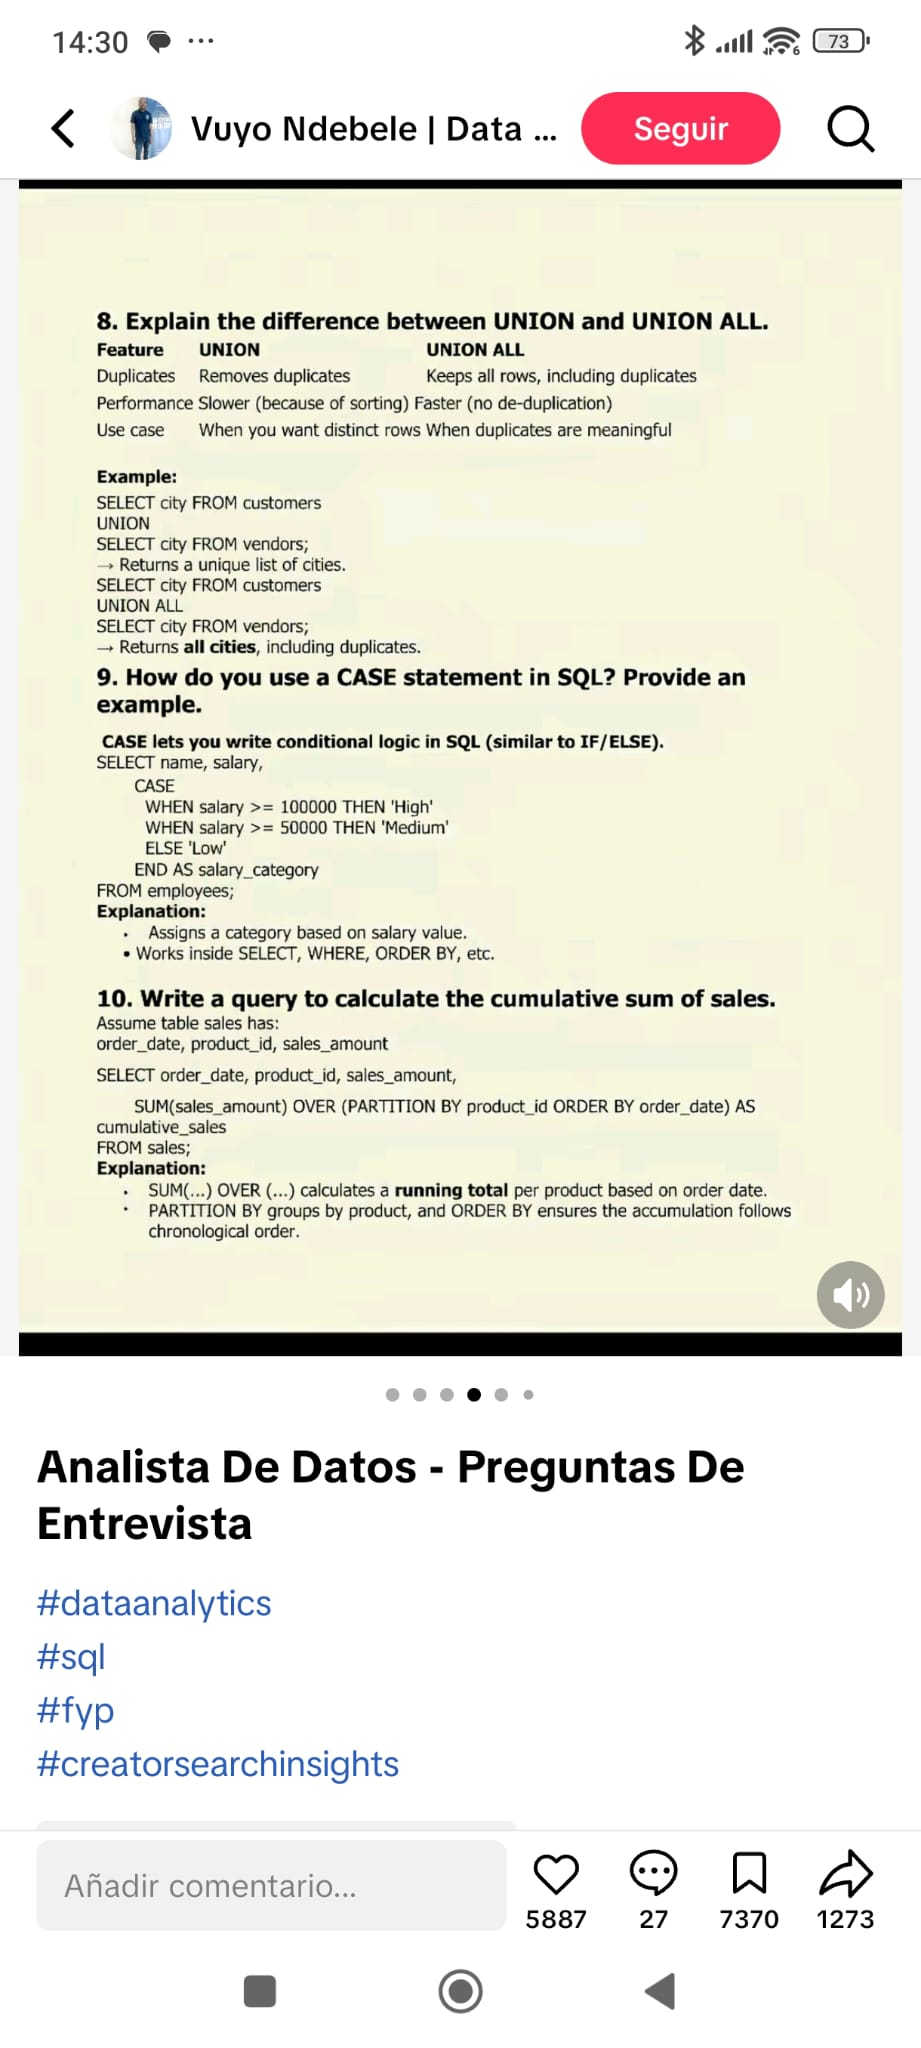 14:30 ...
73
Vuyo Ndebele | Data ...
Seguir
8. Explain the difference between UNION and UNION ALL.
Feature UNION UNION ALL
Duplicates Removes duplicates Keeps all rows, including duplicates
Performance Slower (because of sorting) Faster (no de-duplication)
Use case When you want distinct rows When duplicates are meaningful
Example:
SELECT city FROM customers
UNION
SELECT city FROM vendors;
→ Returns a unique list of cities.
SELECT city FROM customers
UNION ALL
SELECT city FROM vendors;
→ Returns all cities, including duplicates.
9. How do you use a CASE statement in SQL? Provide an
example.
CASE lets you write conditional logic in SQL (similar to IF/ELSE).
SELECT name, salary,
CASE
WHEN salary >= 100000 THEN 'High'
WHEN salary >= 50000 THEN 'Medium'
ELSE 'Low'
END AS salary_category
FROM employees;
Explanation:
• Assigns a category based on salary value.
• Works inside SELECT, WHERE, ORDER BY, etc.
10. Write a query to calculate the cumulative sum of sales.
Assume table sales has:
order_date, product_id, sales_amount
SELECT order_date, product_id, sales_amount,
SUM(sales_amount) OVER (PARTITION BY product_id ORDER BY order_date) AS
cumulative_sales
FROM sales;
Explanation:
• SUM(...) OVER (...) calculates a running total per product based on order date.
• PARTITION BY groups by product, and ORDER BY ensures the accumulation follows
chronological order.
Analista De Datos - Preguntas De
Entrevista
#dataanalytics
#sql
#fyp
#creatorsearchinsights
Añadir comentario...
5887
27
7370
1273